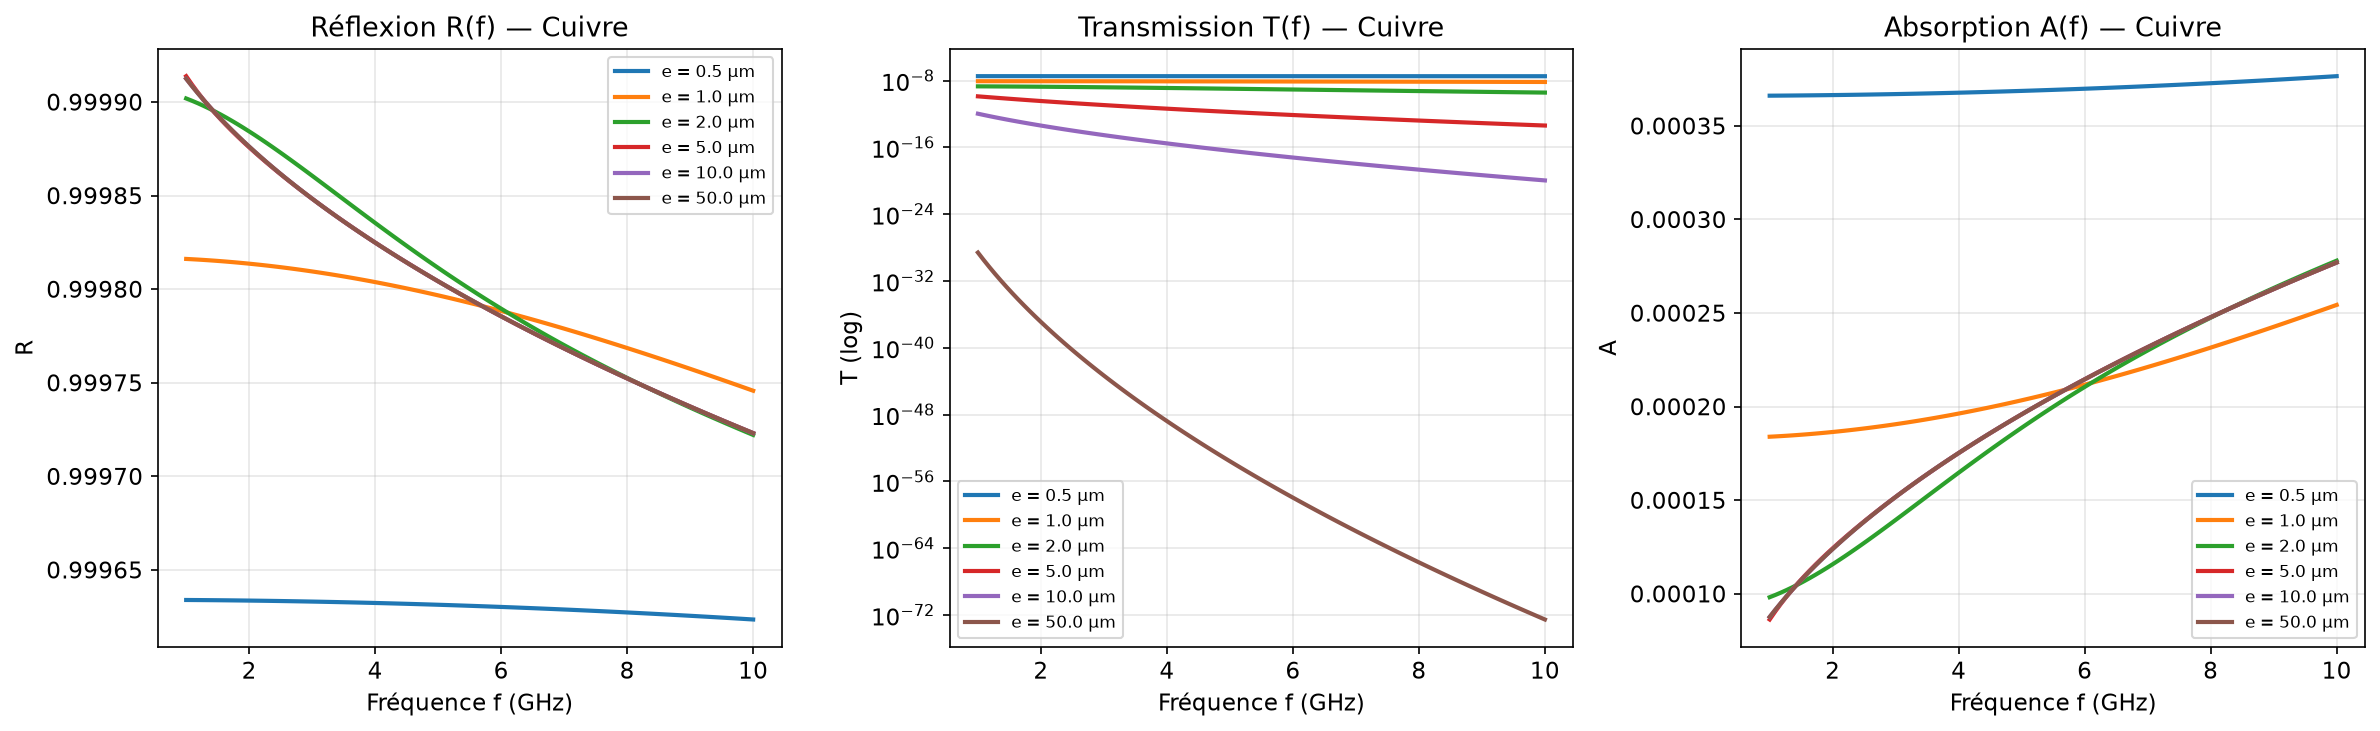 Réflexion R(f) — Cuivre
R
0.99990
0.99985
0.99980
0.99975
0.99970
0.99965
2 4 6 8 10
Fréquence f (GHz)
e = 0.5 µm
e = 1.0 µm
e = 2.0 µm
e = 5.0 µm
e = 10.0 µm
e = 50.0 µm
Transmission T(f) — Cuivre
T (log)
10⁻⁸
10⁻¹⁶
10⁻²⁴
10⁻³²
10⁻⁴⁰
10⁻⁴⁸
10⁻⁵⁶
10⁻⁶⁴
10⁻⁷²
e = 0.5 µm
e = 1.0 µm
e = 2.0 µm
e = 5.0 µm
e = 10.0 µm
e = 50.0 µm
2 4 6 8 10
Fréquence f (GHz)
Absorption A(f) — Cuivre
A
0.00035
0.00030
0.00025
0.00020
0.00015
0.00010
e = 0.5 µm
e = 1.0 µm
e = 2.0 µm
e = 5.0 µm
e = 10.0 µm
e = 50.0 µm
2 4 6 8 10
Fréquence f (GHz)